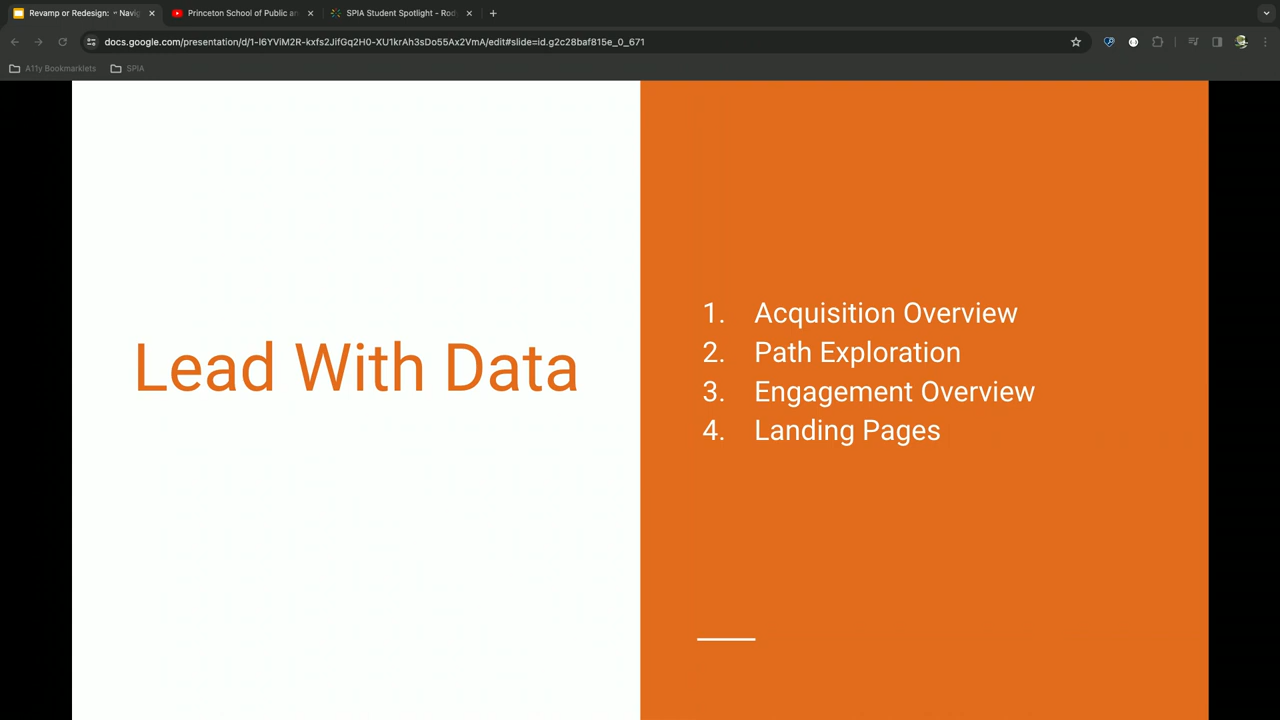 Revamp or Redesign: - Navig
Princeton School of Public an
SPIA Student Spotlight - Rod
docs.google.com/presentation/d/1-l6YViM2R-kxfs2JifGq2H0-XU1krAh3sDo55Ax2VmA/edit#slide=id.g2c28baf815e_0_671
A11y Bookmarklets
SPIA
Lead With Data
1. Acquisition Overview
2. Path Exploration
3. Engagement Overview
4. Landing Pages